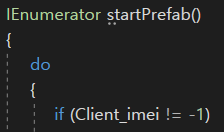 IEnumerator startPrefab()
{
do
{
if (Client_imei != -1)